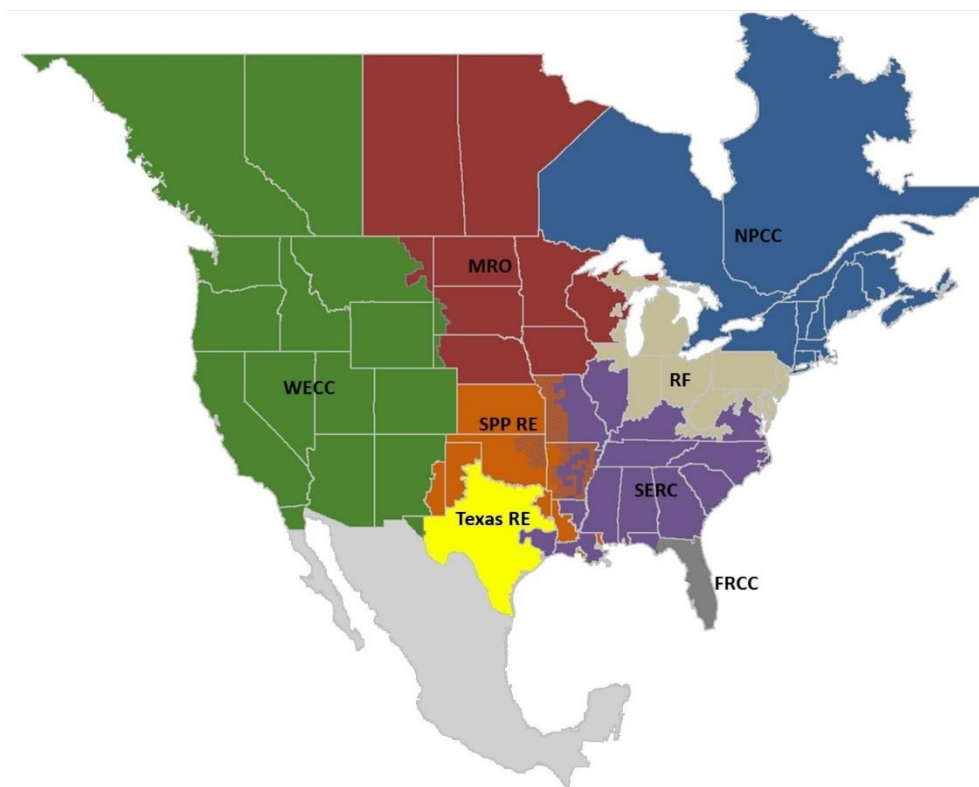 NPCC
MRO
RF
WECC
SPP RE
SERC
Texas RE
FRCC